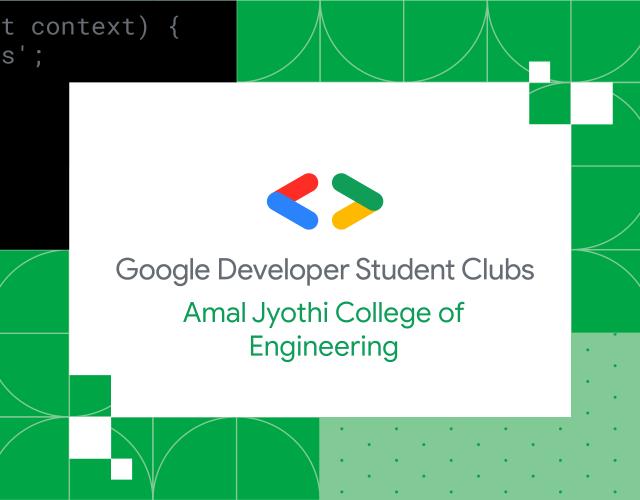 t context) {
s';
Google Developer Student Clubs
Amal Jyothi College of
Engineering